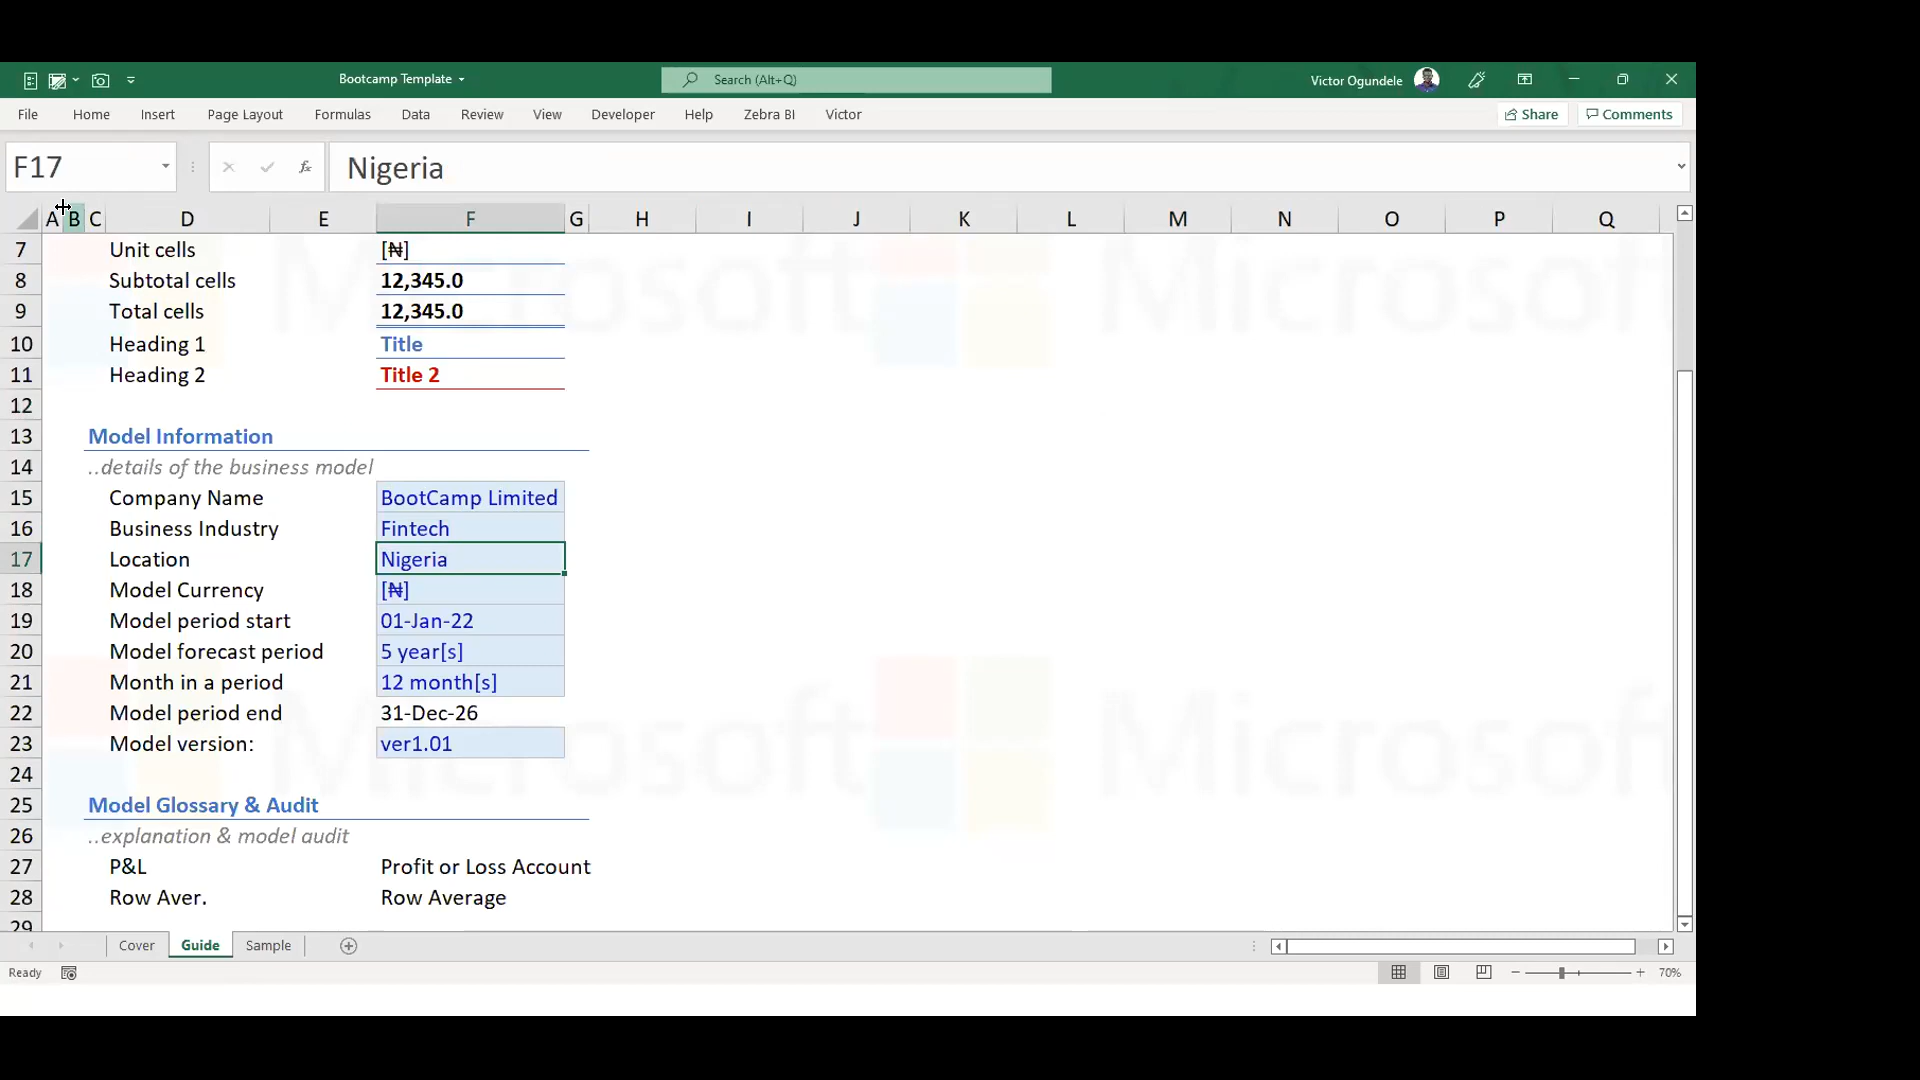 Bootcamp Template
Search (Alt+Q)
Victor Ogundele
File Home Insert Page Layout Formulas Data Review View Developer Help Zebra BI Victor
Share Comments
F17 fx Nigeria
A B C D E F G H I J K L M N O P Q
7 Unit cells [₦]
8 Subtotal cells 12,345.0
9 Total cells 12,345.0
10 Heading 1 Title
11 Heading 2 Title 2
12
13 Model Information
14 ..details of the business model
15 Company Name BootCamp Limited
16 Business Industry Fintech
17 Location Nigeria
18 Model Currency [₦]
19 Model period start 01-Jan-22
20 Model forecast period 5 year[s]
21 Month in a period 12 month[s]
22 Model period end 31-Dec-26
23 Model version: ver1.01
24
25 Model Glossary & Audit
26 ..explanation & model audit
27 P&L Profit or Loss Account
28 Row Aver. Row Average
29
Microsoft Microsoft
Microsoft Microsoft
Cover Guide Sample
Ready 70%